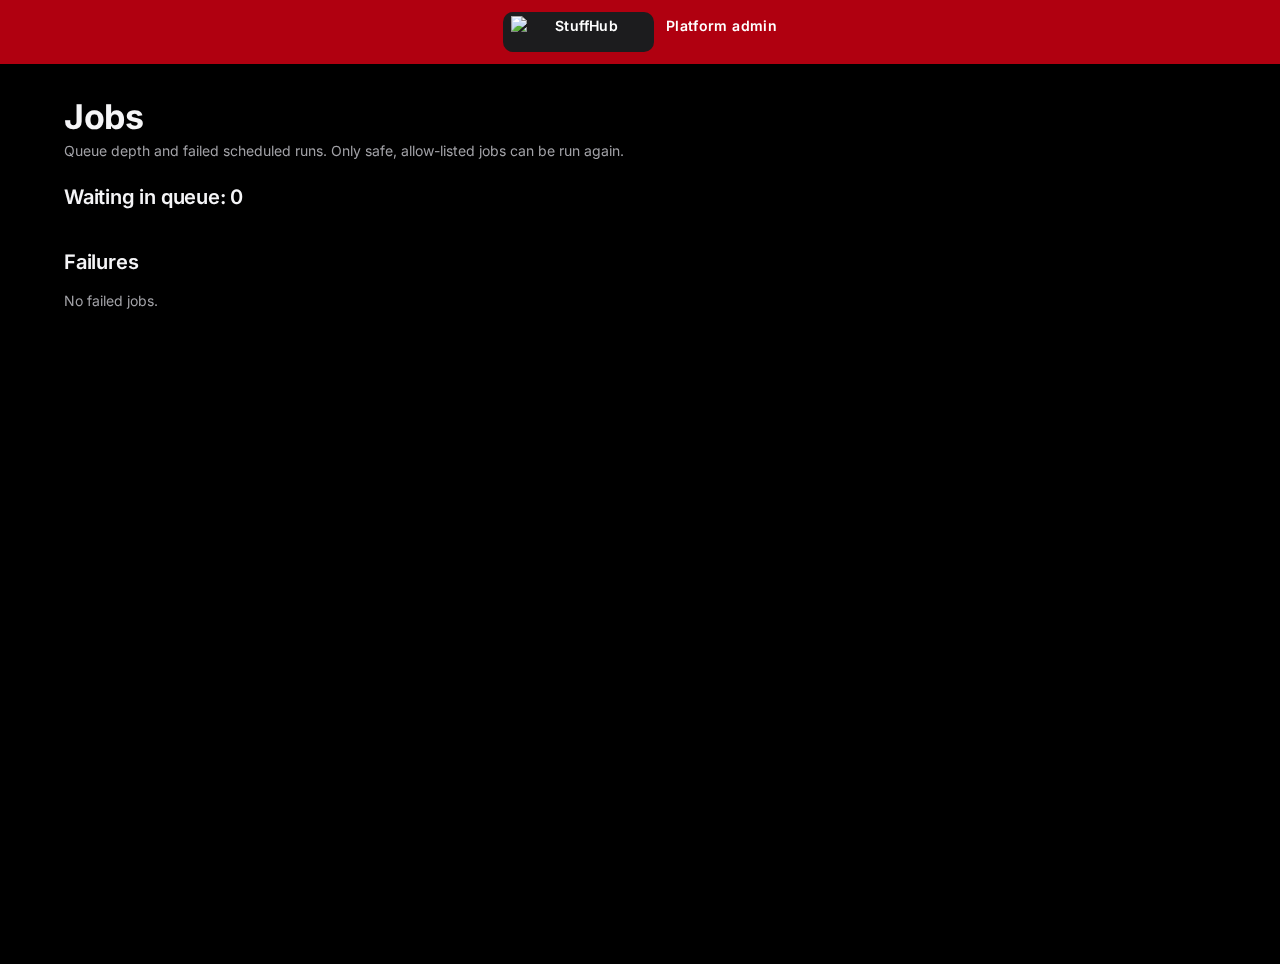 StuffHub
Platform admin
Jobs
Queue depth and failed scheduled runs. Only safe, allow-listed jobs can be run again.
Waiting in queue: 0
Failures
No failed jobs.